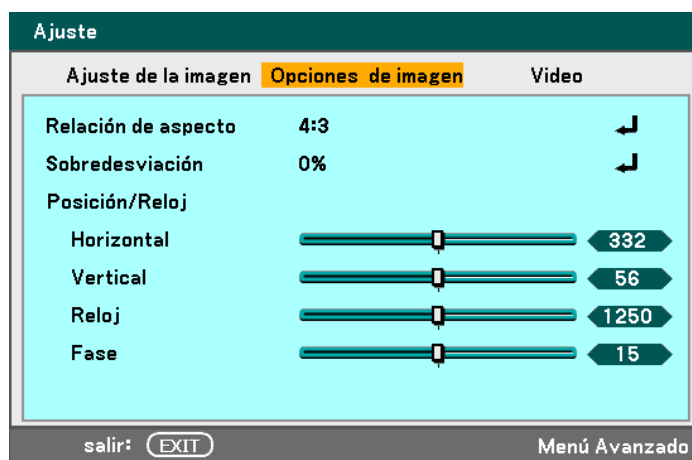 Ajuste
Ajuste de la imagen Opciones de imagen Video
Relación de aspecto 4:3
Sobredesviación 0%
Posición/Reloj
Horizontal 332
Vertical 56
Reloj 1250
Fase 15
salir: EXIT Menú Avanzado